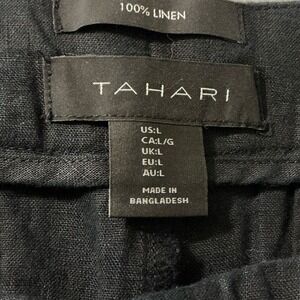 100% LINEN
TAHARI
US:L
CA:L/G
UK:L
EU:L
AU:L
MADE IN
BANGLADESH